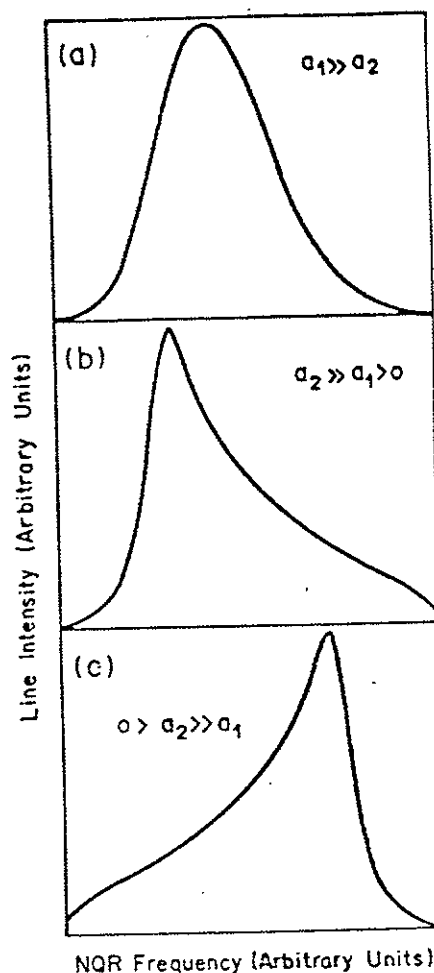 (a)
a₁≫a₂
(b)
a₂≫a₁>o
(c)
o> a₂≫a₁
Line Intensity (Arbitrary Units)
NQR Frequency (Arbitrary Units)